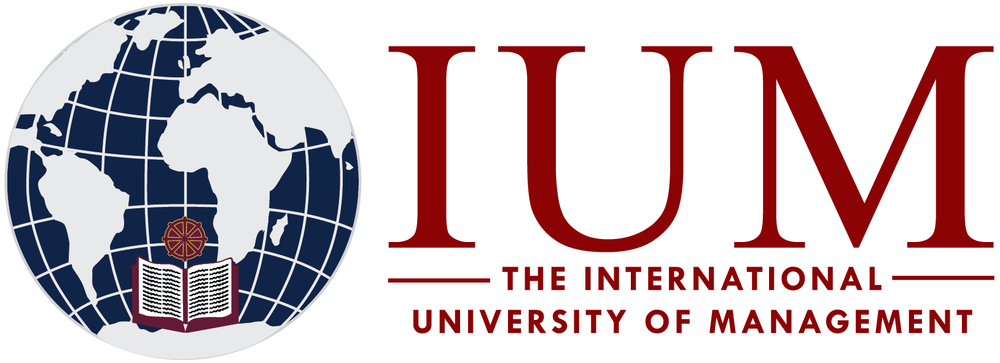 IUM
THE INTERNATIONAL
UNIVERSITY OF MANAGEMENT